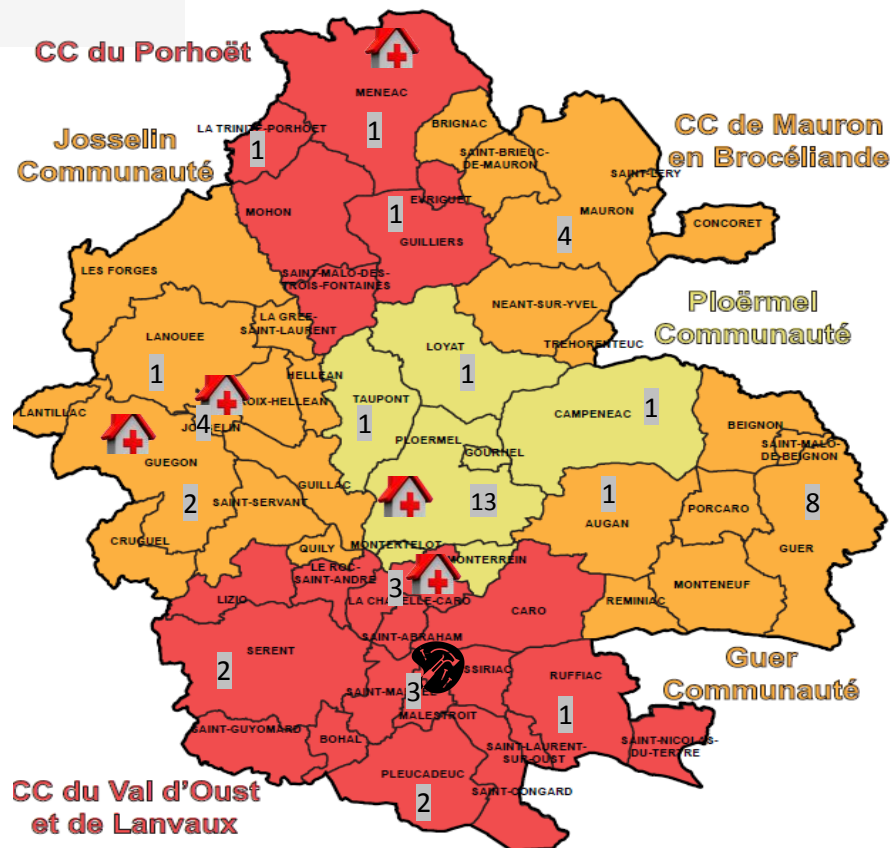 CC du Porhoët
MENEAC
1
LA TRINITE-PORHOËT
1
BRIGNAC
CC de Mauron
en Brocéliande
Josselin
Communauté
SAINT-BRIEUC-
DE-MAURON
SAINT-LERY
EVRIGUET
1
MOHON
MAURON
4
CONCORET
GUILLIERS
LES FORGES
SAINT-MALO-DES-
TROIS-FONTAINES
NEANT-SUR-YVEL
Ploërmel
Communauté
LA GREE-
SAINT-LAURENT
LANOUEE
1
LOYAT
1
TREHORENTEUC
HELLEAN
OIX-HELLEAN
TAUPONT
1
CAMPENEAC
1
LANTILLAC
4
BEIGNON
PLOERMEL
SAINT-MALO-
DE-BEIGNON
GOURHEL
GUEGON
2
GUILLAC
SAINT-SERVANT
13
1
AUGAN
PORCARO
8
GUER
CRUGUEL
QUILY
MONTERTELOT
MONTERREIN
LE ROC-
SAINT-ANDRE
3
MONTENEUF
LIZIO
LA CHAPELLE-CARO
CARO
REMINIAC
SAINT-ABRAHAM
SERENT
2
Guer
Communauté
SSIRIAC
RUFFIAC
1
3
MALESTROIT
SAINT-GUYOMARD
BOHAL
SAINT-LAURENT-
SUR-OUST
SAINT-NICOLAS-
DU-TERTRE
PLEUCADEUC
2
SAINT-CONGARD
CC du Val d'Oust
et de Lanvaux